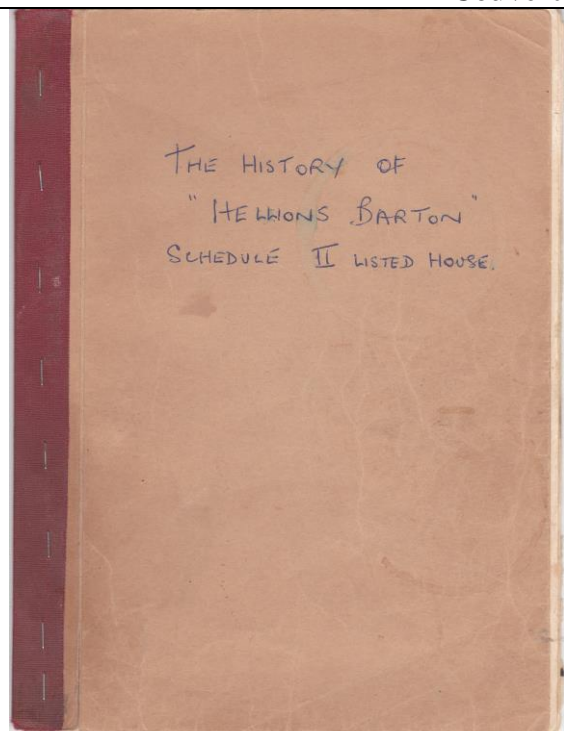 THE HISTORY OF
"HELLIONS BARTON"
SCHEDULE II LISTED HOUSE.